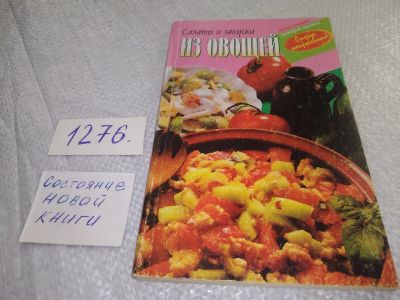 Салаты и закуски
ИЗ ОВОЩЕЙ
1276.
Состояние
новой
книги